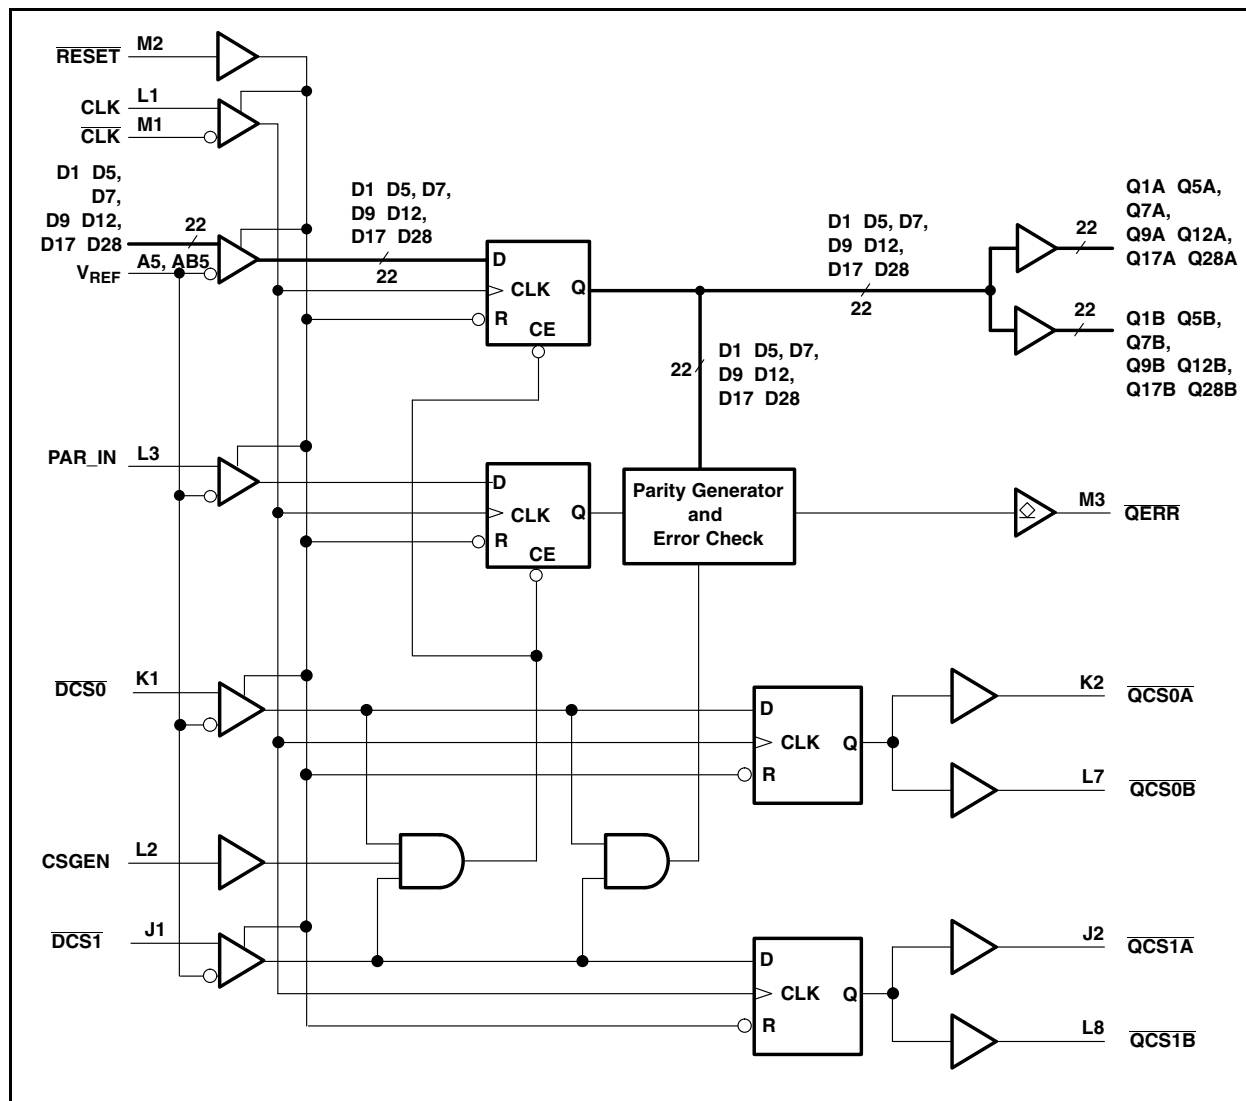 RESET M2
CLK L1
CLK M1
D1 D5,
D7,
D9 D12,
D17 D28
22
VREF A5, AB5
D1 D5, D7,
D9 D12,
D17 D28
22
D
CLK
R
CE
Q
D1 D5, D7,
D9 D12,
D17 D28
22
22
Q1A Q5A,
Q7A,
Q9A Q12A,
Q17A Q28A
22
Q1B Q5B,
Q7B,
Q9B Q12B,
Q17B Q28B
22
D1 D5, D7,
D9 D12,
D17 D28
PAR_IN L3
D
CLK
R
CE
Q
Parity Generator
and
Error Check
M3 QERR
DCS0 K1
D
CLK
R
Q
K2 QCS0A
L7 QCS0B
CSGEN L2
DCS1 J1
D
CLK
R
Q
J2 QCS1A
L8 QCS1B